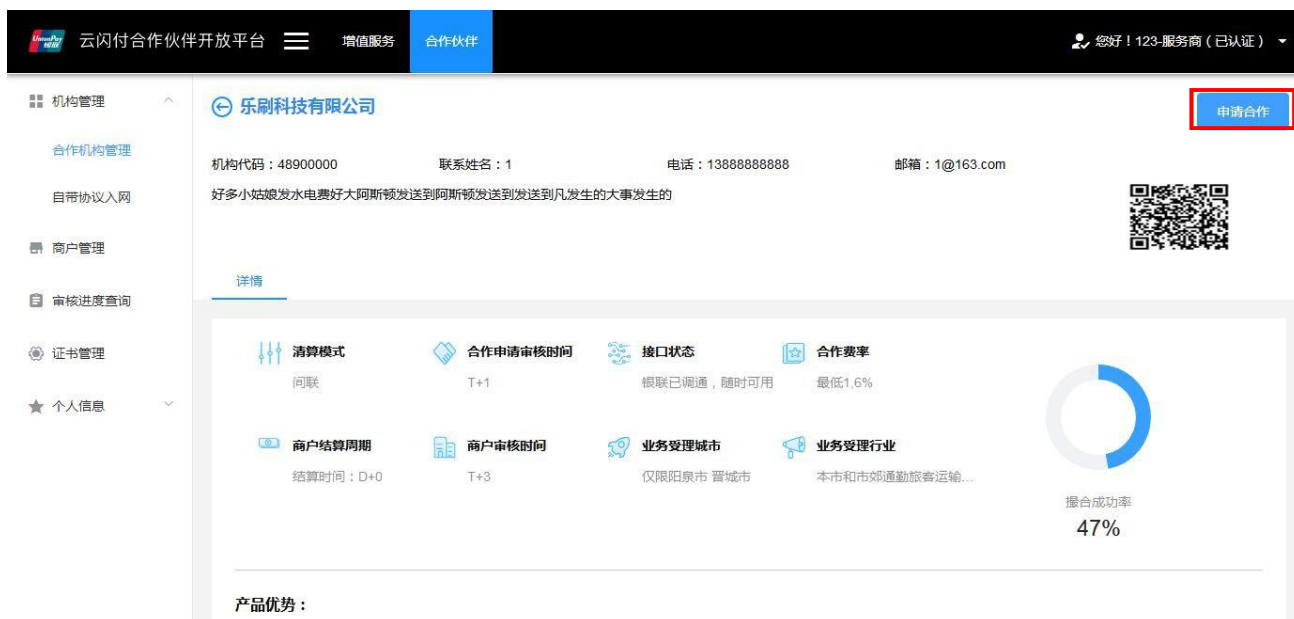 UnionPay 银联 云闪付合作伙伴开放平台 增值服务 合作伙伴 您好！123-服务商（已认证）
机构管理
合作机构管理
自带协议入网
商户管理
审核进度查询
证书管理
个人信息
乐刷科技有限公司 申请合作
机构代码：48900000 联系姓名：1 电话：13888888888 邮箱：1@163.com
好多小姑娘发水电费好大阿斯顿发送到阿斯顿发送到发送到凡发生的大事发生的
详情
清算模式 合作申请审核时间 接口状态 合作费率
间联 T+1 银联已调通，随时可用 最低1,6%
商户结算周期 商户审核时间 业务受理城市 业务受理行业
结算时间：D+0 T+3 仅限阳泉市 晋城市 本市和市郊通勤旅客运输...
撮合成功率
47%
产品优势：